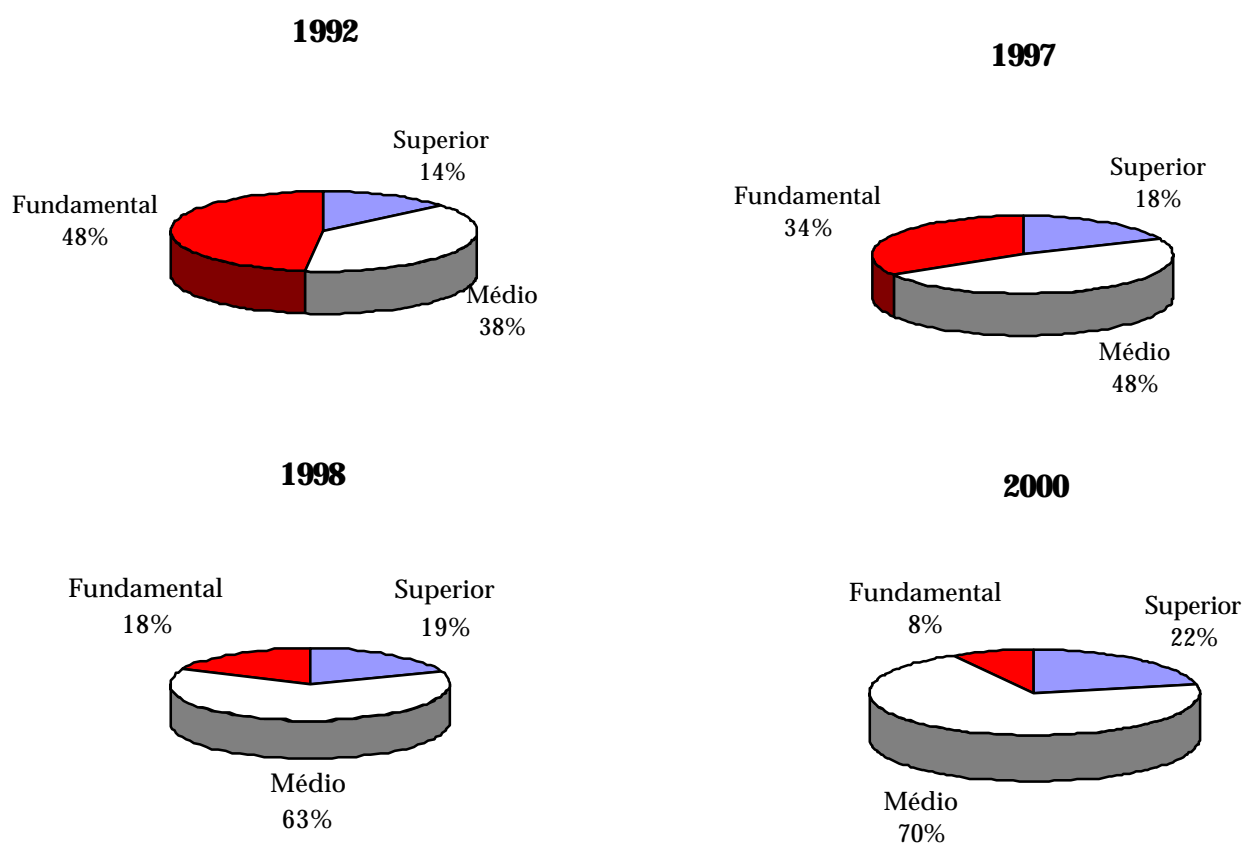 1992
Superior
14%
Fundamental
48%
Médio
38%
1997
Superior
18%
Fundamental
34%
Médio
48%
1998
Fundamental
18%
Superior
19%
Médio
63%
2000
Fundamental
8%
Superior
22%
Médio
70%